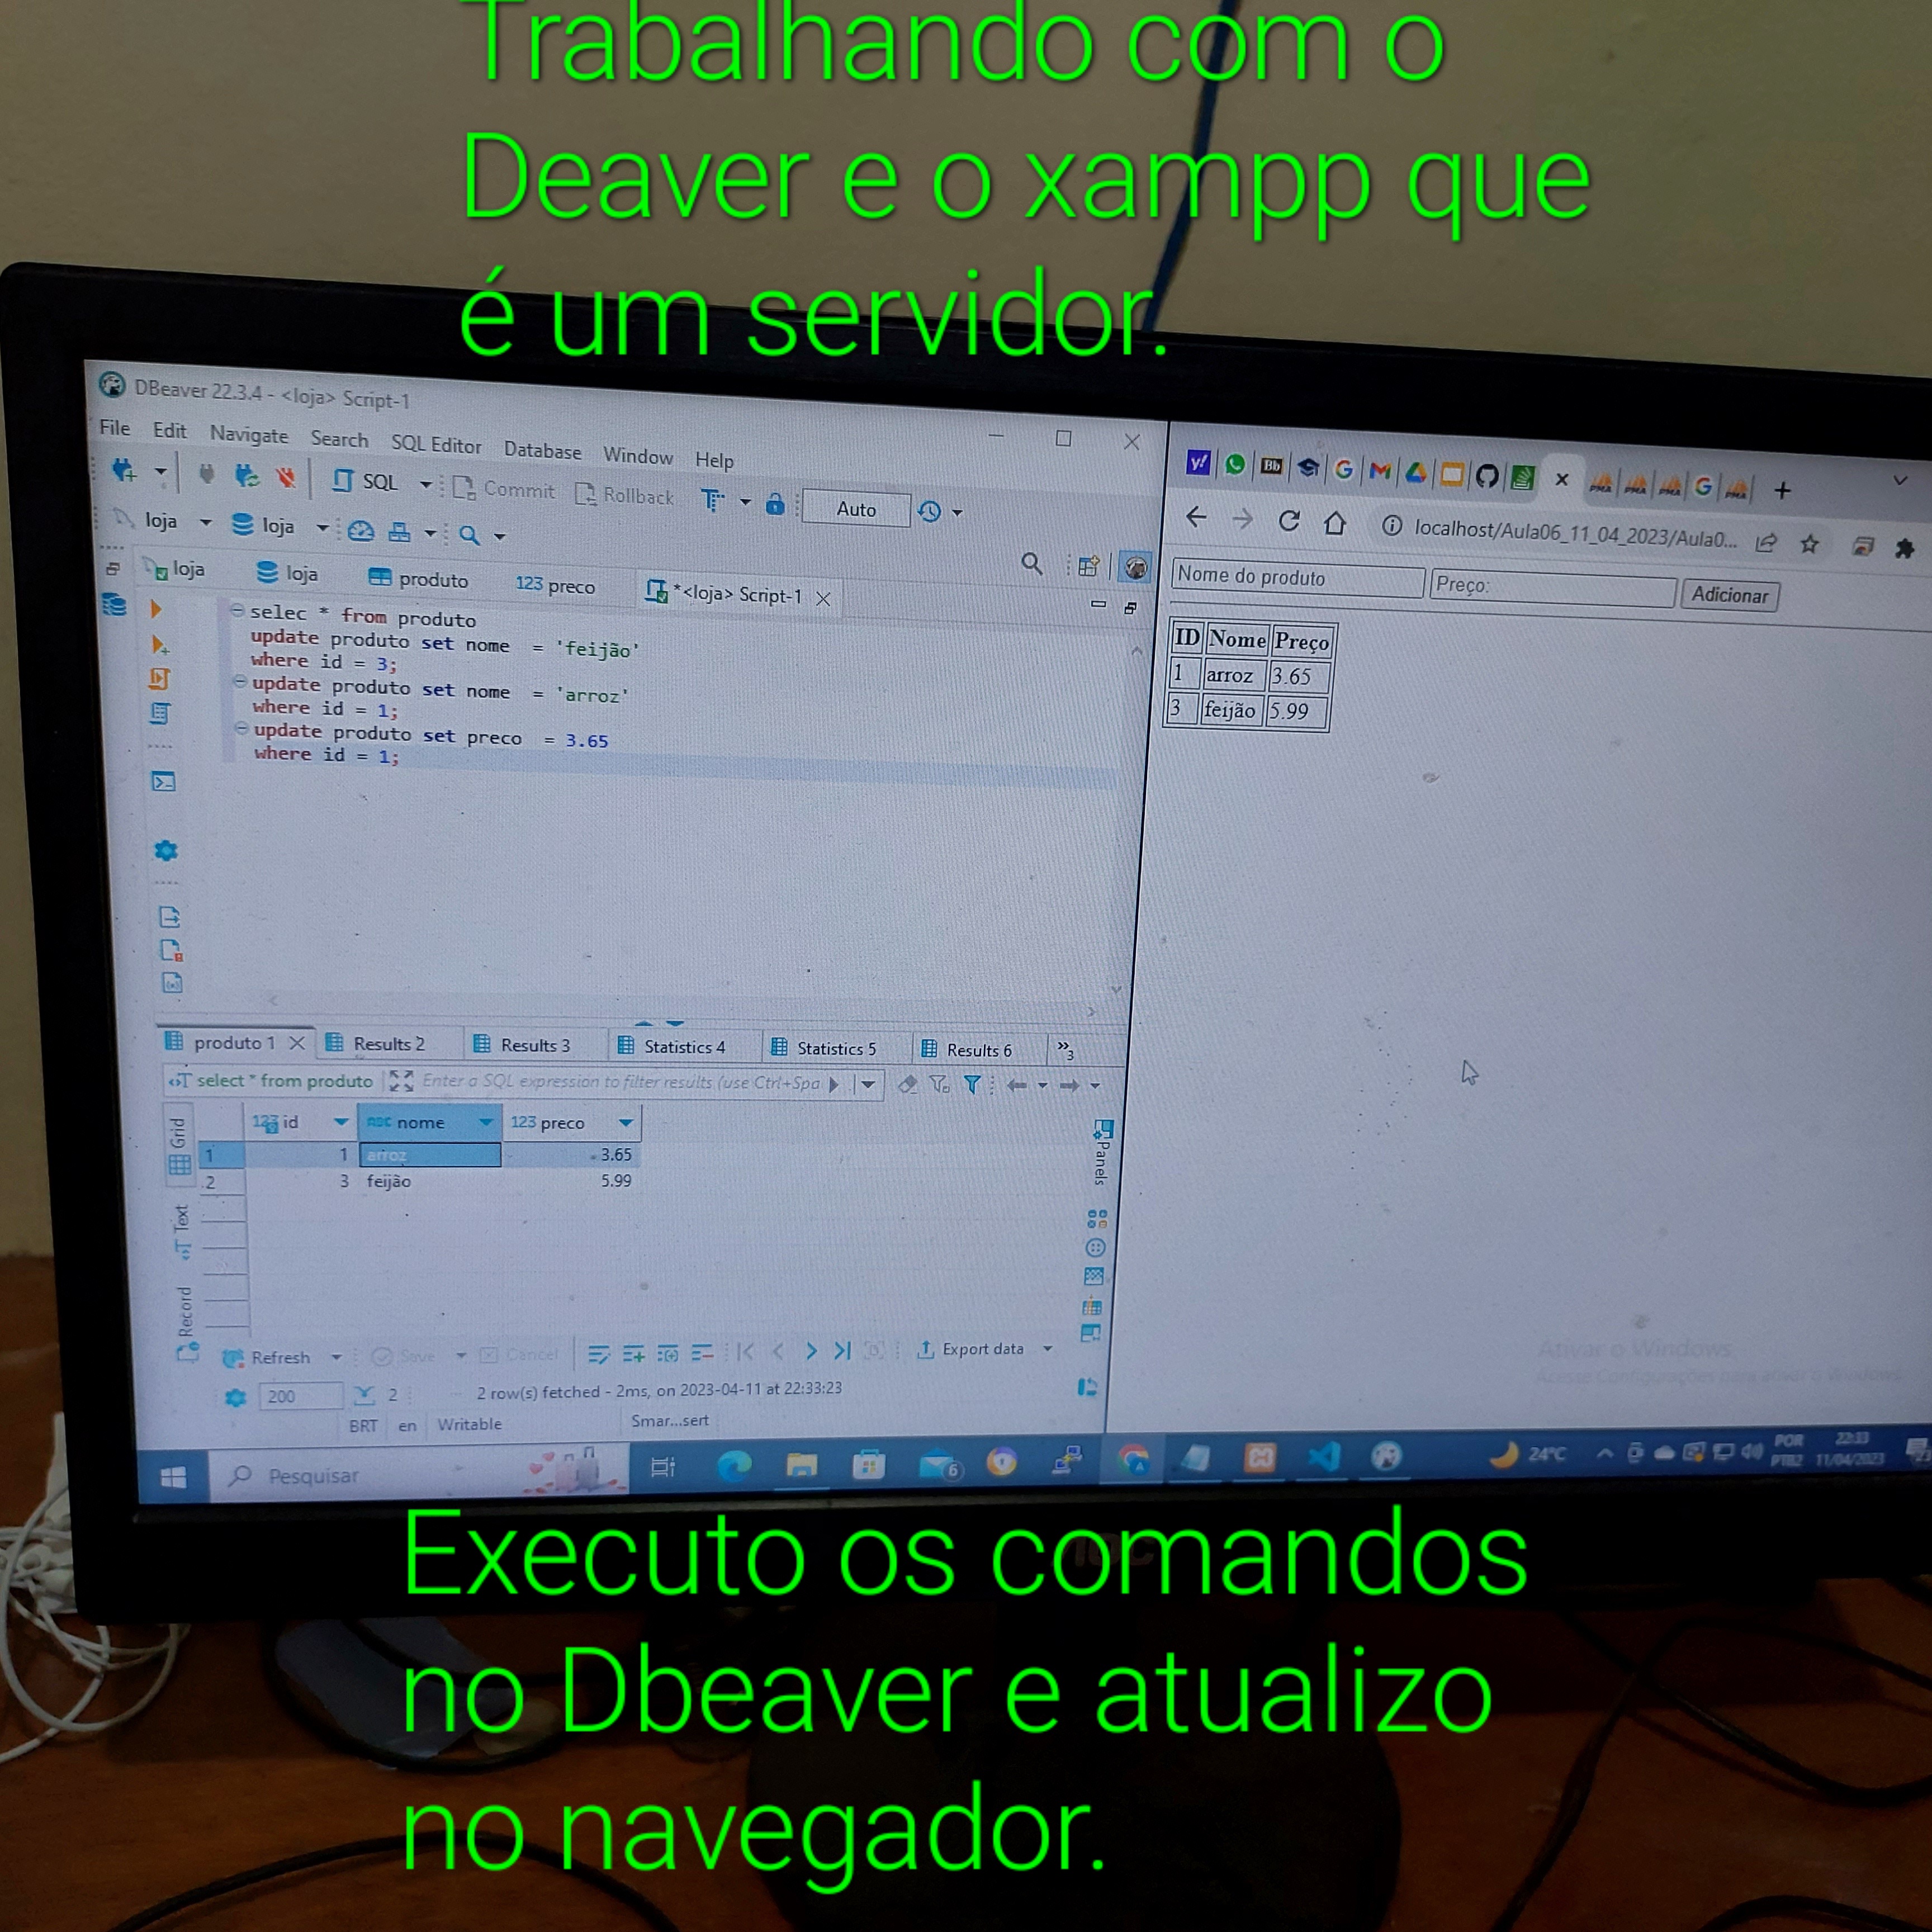 Trabalhando com o
Deaver e o xampp que
é um servidor.
DBeaver 22.3.4 - <loja> Script-1
File Edit Navigate Search SQL Editor Database Window Help
SQL Commit Rollback Auto
loja loja
loja loja produto 123 preco *<loja> Script-1
selec * from produto
update produto set nome = 'feijão'
where id = 3;
update produto set nome = 'arroz'
where id = 1;
update produto set preco = 3.65
where id = 1;
produto 1 Results 2 Results 3 Statistics 4 Statistics 5 Results 6 »3
select * from produto Enter a SQL expression to filter results (use Ctrl+Spa
Grid
Text
Record
123 id ABC nome 123 preco
1 1 arroz 3.65
2 3 feijão 5.99
Panels
Refresh Save Cancel Export data
200 2 2 row(s) fetched - 2ms, on 2023-04-11 at 22:33:23
BRT en Writable Smar...sert
y! Bb G G PMA PMA PMA G PMA
localhost/Aula06_11_04_2023/Aula0...
Nome do produto Preço: Adicionar
ID Nome Preço
1 arroz 3.65
3 feijão 5.99
Ativar o Windows
Acesse Configurações para ativar o Windows.
Pesquisar 6 24°C POR 22:33
PTB2 11/04/2023
Executo os comandos
no Dbeaver e atualizo
no navegador.